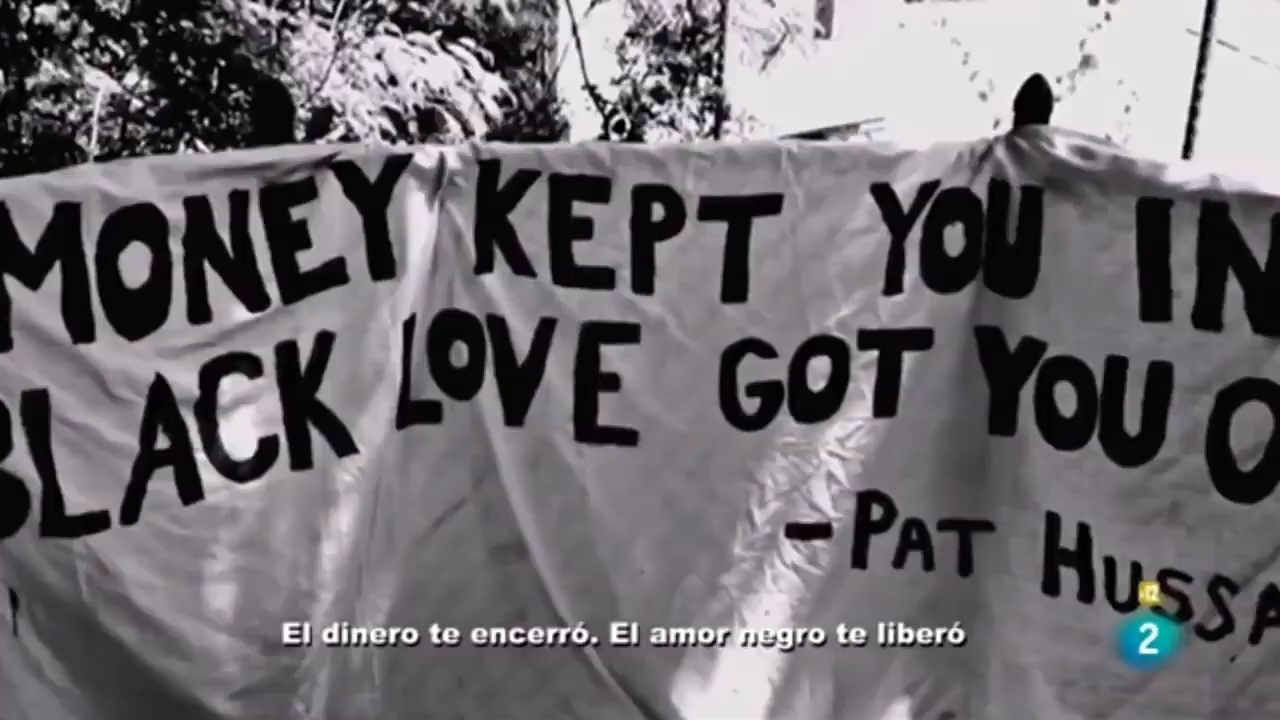 MONEY KEPT YOU IN
BLACK LOVE GOT YOU O
-PAT HUSSA
El dinero te encerró. El amor negro te liberó
12
2